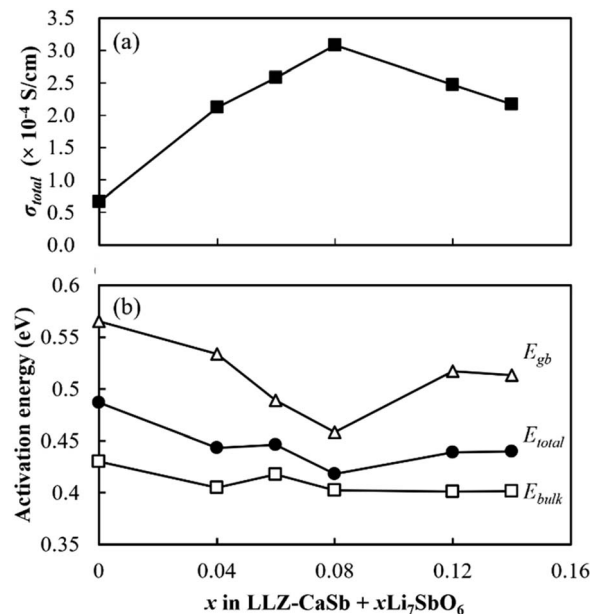 (a)
σtotal (× 10-4 S/cm)
3.5
3.0
2.5
2.0
1.5
1.0
0.5
0.0
(b)
Activation energy (eV)
0.6
0.55
0.5
0.45
0.4
0.35
Egb
Etotal
Ebulk
0
0.04
0.08
0.12
0.16
x in LLZ-CaSb + xLi7SbO6